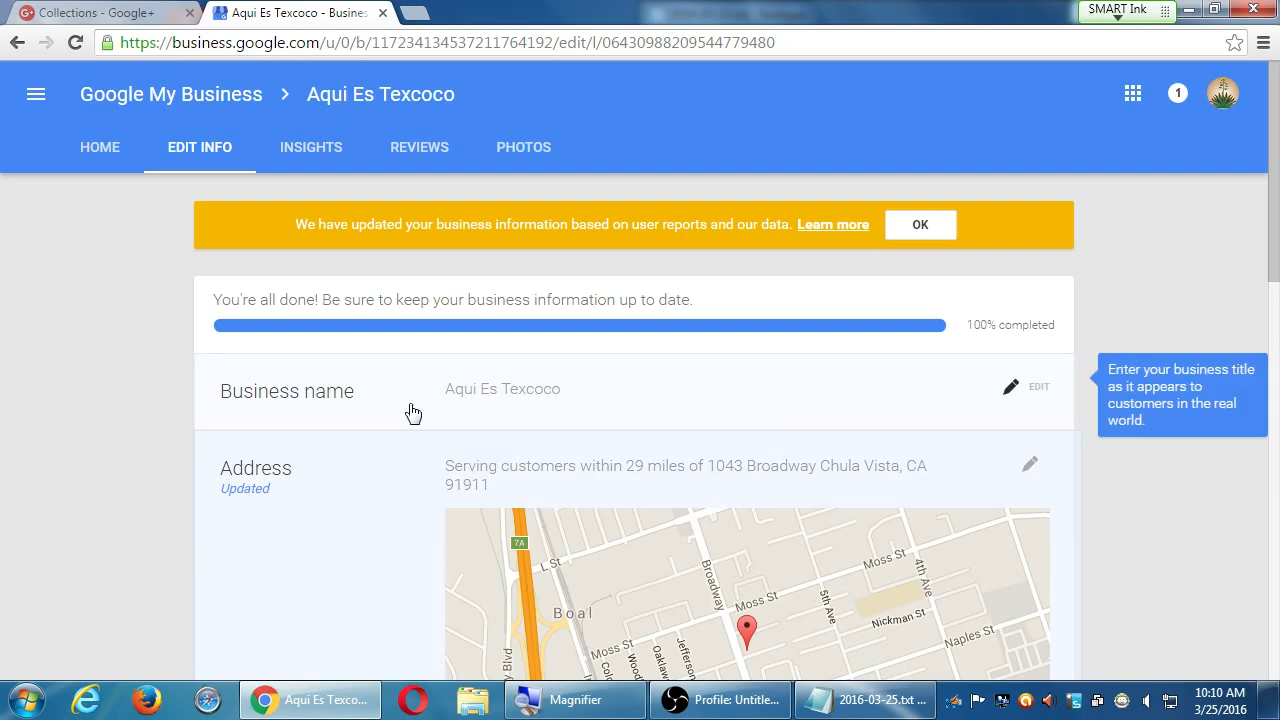 Collections - Google+
Aqui Es Texcoco - Busines
SMART Ink
https://business.google.com/u/0/b/117234134537211764192/edit/l/06430988209544779480
Google My Business > Aqui Es Texcoco
1
HOME EDIT INFO INSIGHTS REVIEWS PHOTOS
We have updated your business information based on user reports and our data. Learn more OK
You're all done! Be sure to keep your business information up to date.
100% completed
Business name
Aqui Es Texcoco
EDIT
Enter your business title
as it appears to
customers in the real
world.
Address
Updated
Serving customers within 29 miles of 1043 Broadway Chula Vista, CA
91911
7A
L St
Broadway
Moss St
4th Ave
5th Ave
Boal
Moss St
Nickman St
Naples St
Moss St
Jefferson
Oaklaw
Wood
Colo
y Blvd
Aqui Es Texco...
Magnifier
Profile: Untitle...
2016-03-25.txt ...
10:10 AM
3/25/2016